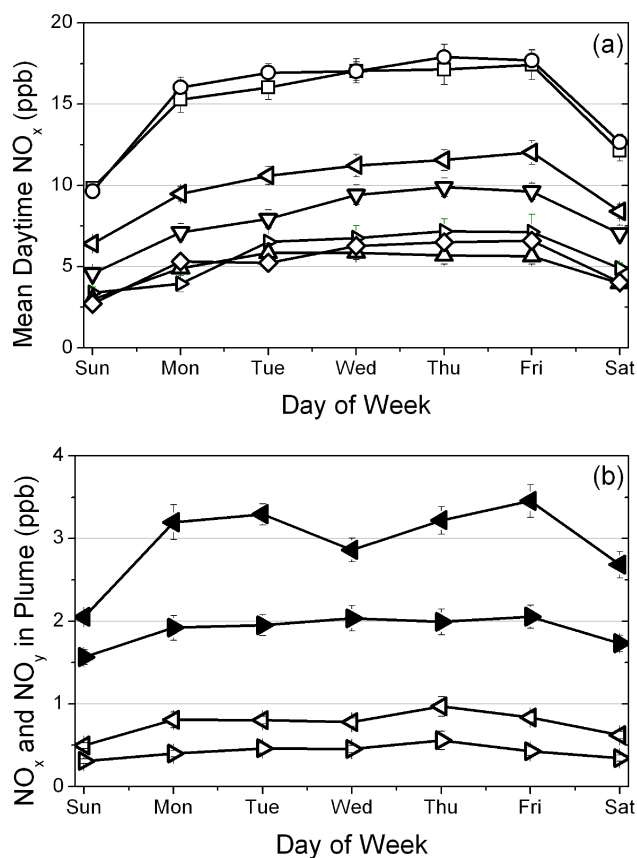 (a)
Mean Daytime NOₓ (ppb)
20
15
10
5
0
Sun Mon Tue Wed Thu Fri Sat
Day of Week
(b)
NOₓ and NOᵧ in Plume (ppb)
4
3
2
1
0
Sun Mon Tue Wed Thu Fri Sat
Day of Week